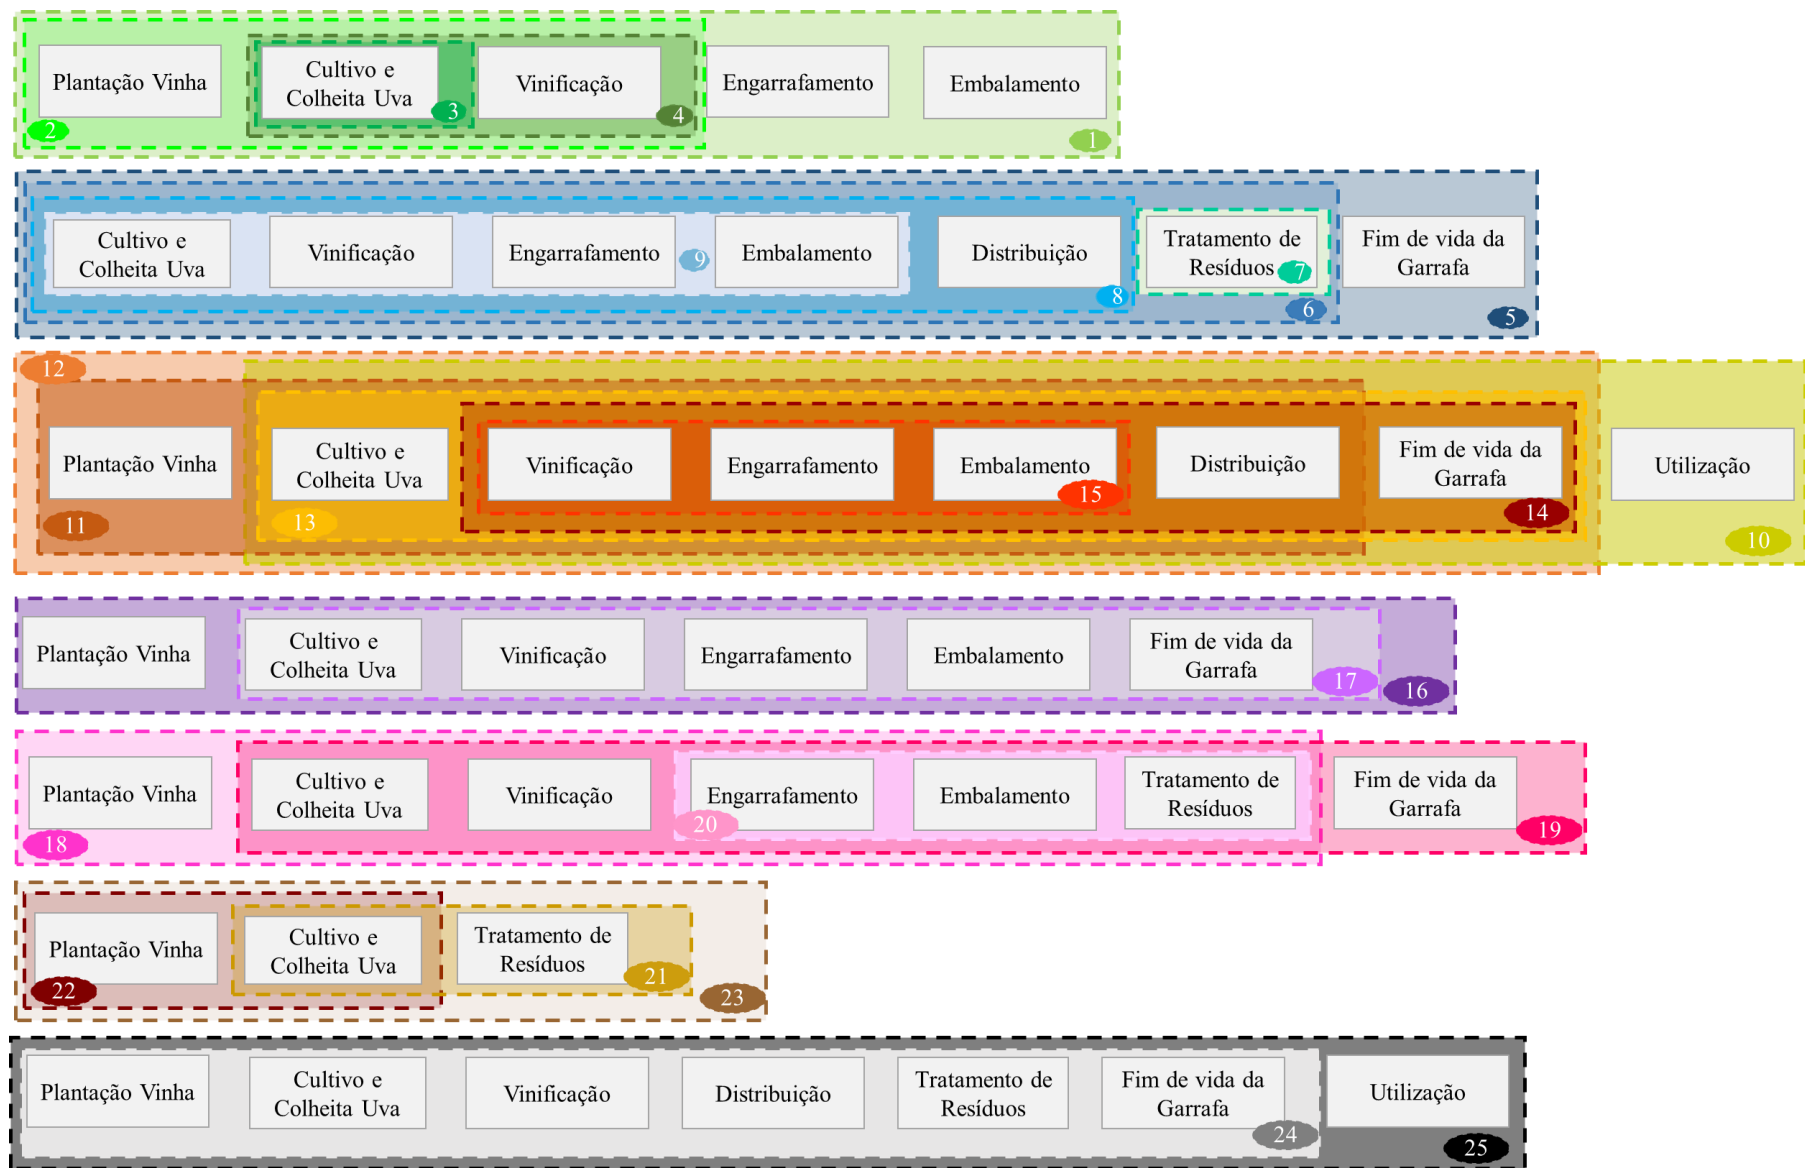 Plantação Vinha
Cultivo e
Colheita Uva
Vinificação
Engarrafamento
Embalamento
2
3
4
1
Cultivo e
Colheita Uva
Vinificação
Engarrafamento
9
Embalamento
Distribuição
Tratamento de
Resíduos
7
Fim de vida da
Garrafa
8
6
5
12
Plantação Vinha
Cultivo e
Colheita Uva
Vinificação
Engarrafamento
Embalamento
Distribuição
Fim de vida da
Garrafa
Utilização
11
13
15
14
10
Plantação Vinha
Cultivo e
Colheita Uva
Vinificação
Engarrafamento
Embalamento
Fim de vida da
Garrafa
17
16
Plantação Vinha
Cultivo e
Colheita Uva
Vinificação
Engarrafamento
Embalamento
Tratamento de
Resíduos
Fim de vida da
Garrafa
18
20
19
Plantação Vinha
Cultivo e
Colheita Uva
Tratamento de
Resíduos
22
21
23
Plantação Vinha
Cultivo e
Colheita Uva
Vinificação
Distribuição
Tratamento de
Resíduos
Fim de vida da
Garrafa
Utilização
24
25